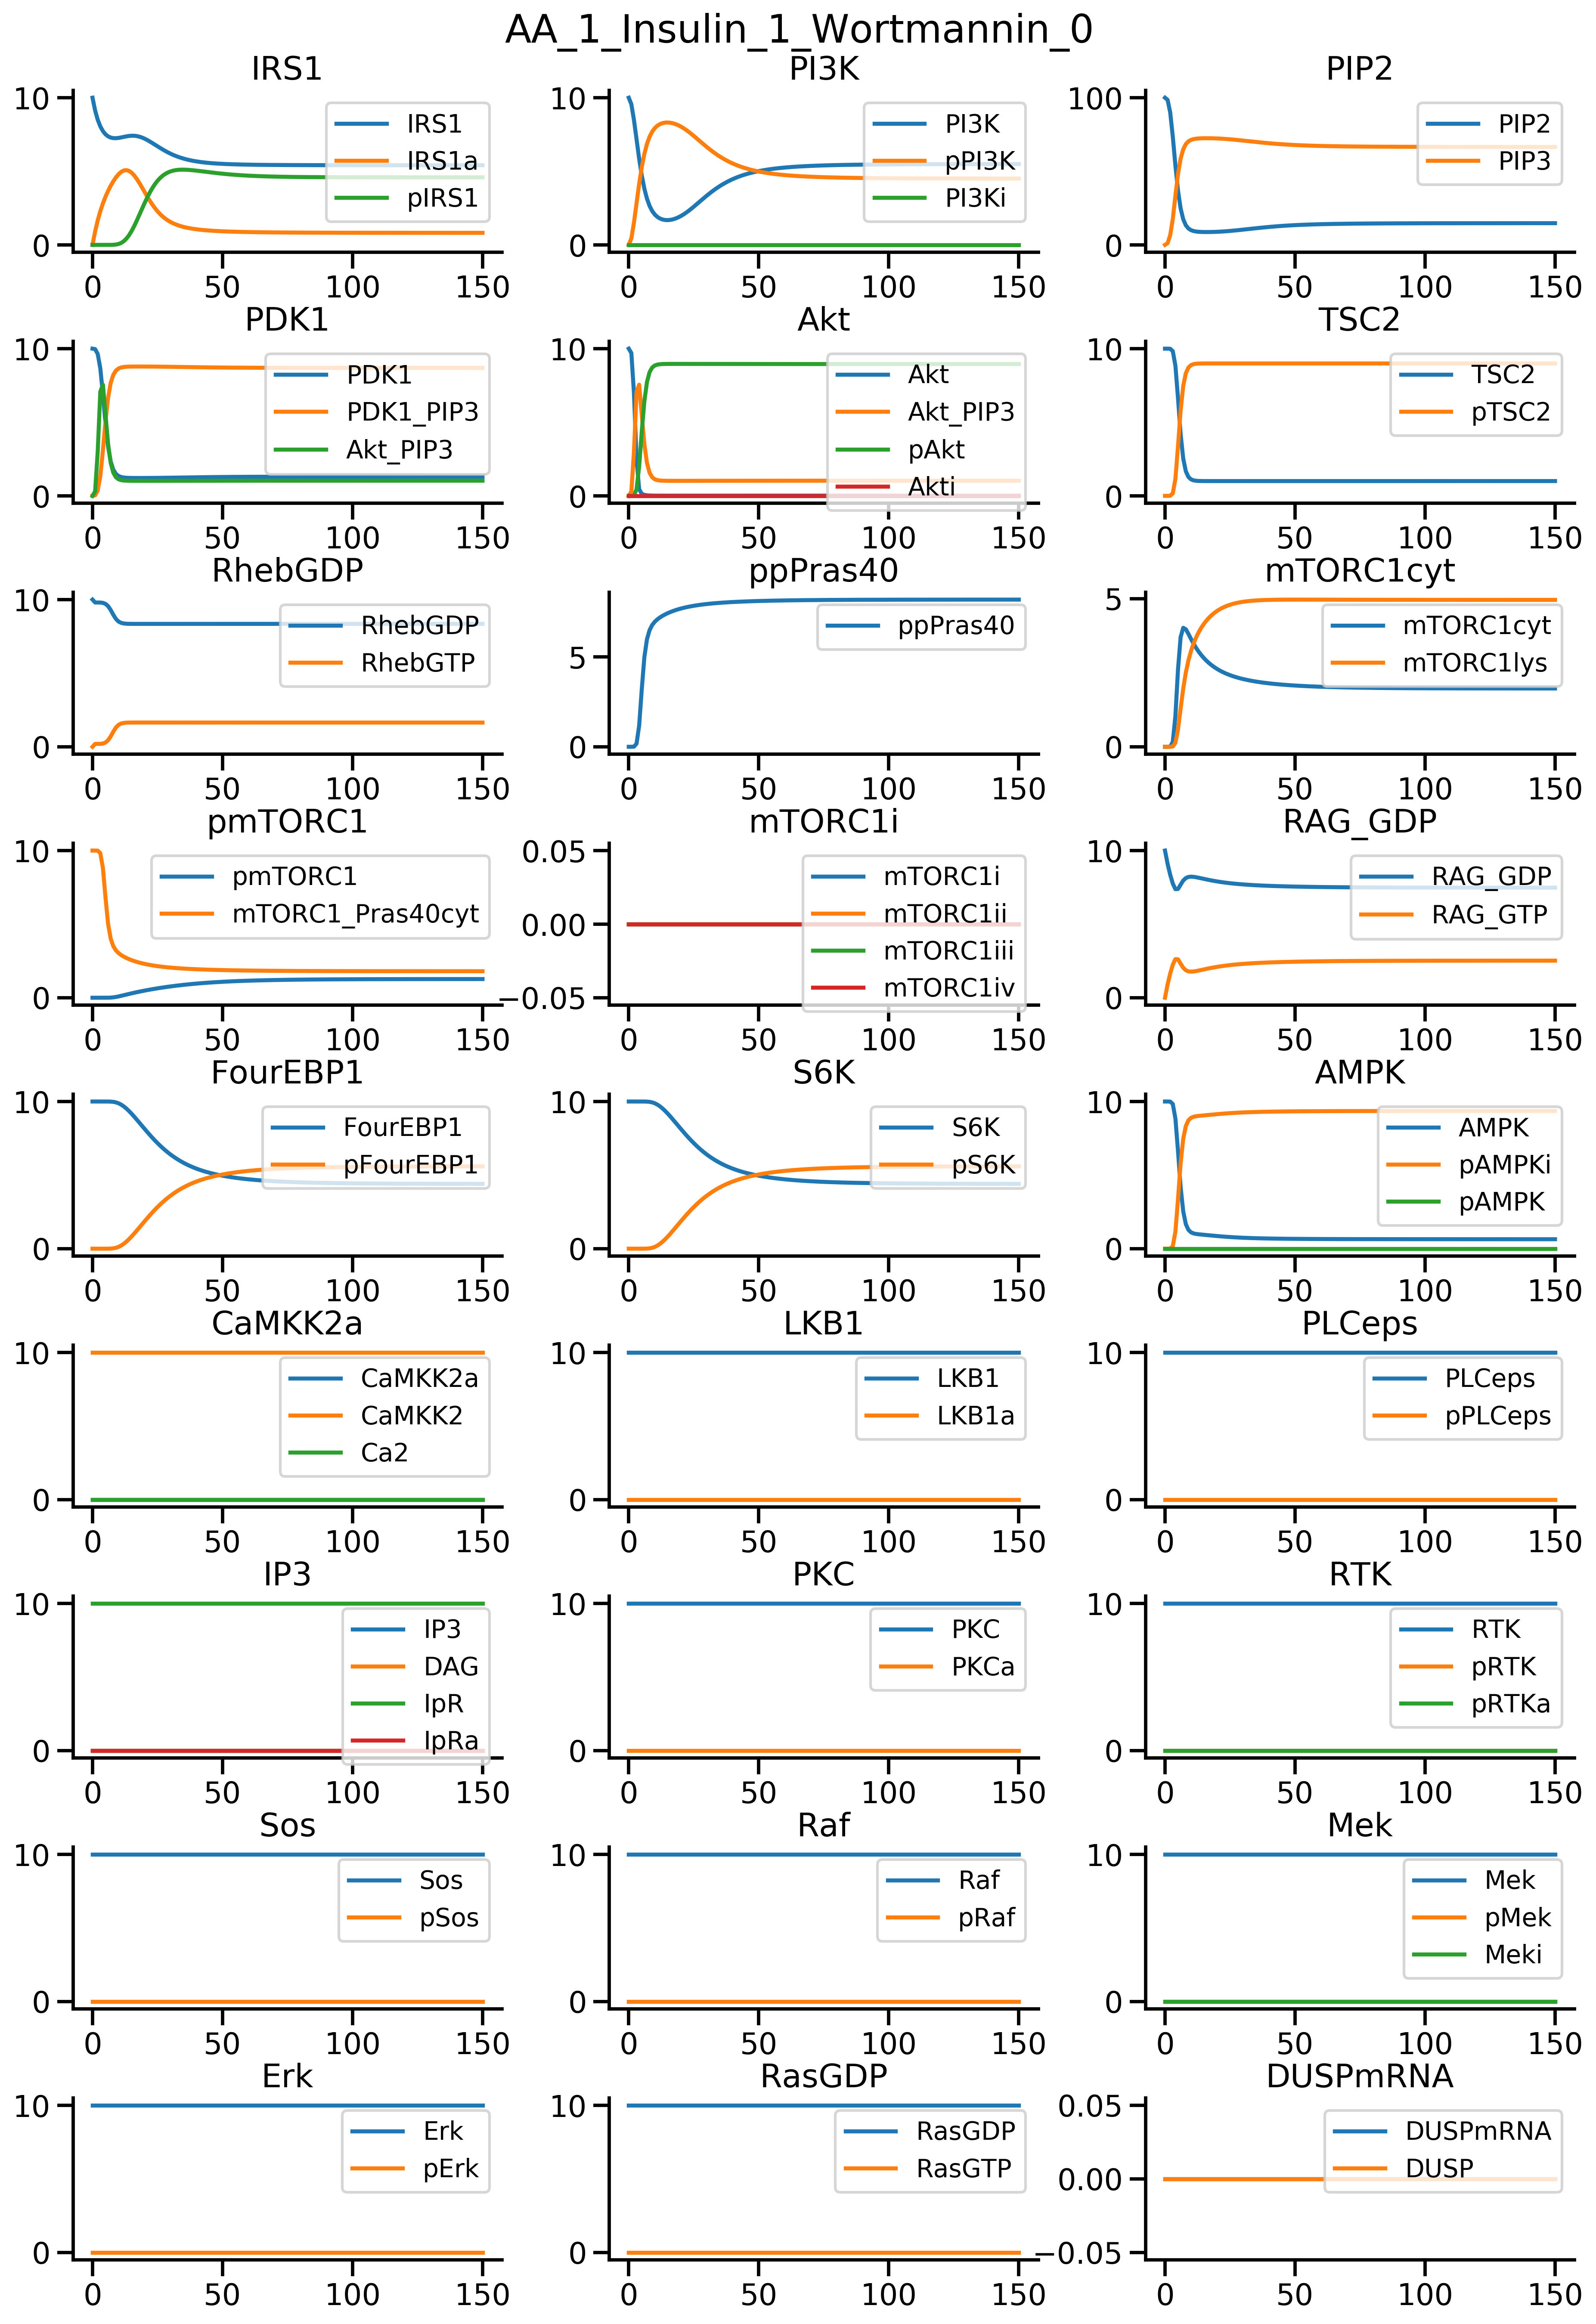 AA_1_Insulin_1_Wortmannin_0
IRS1
10
0
0 50 100 150
IRS1
IRS1a
pIRS1
PI3K
10
0
0 50 100 150
PI3K
pPI3K
PI3Ki
PIP2
100
0
0 50 100 150
PIP2
PIP3
PDK1
10
0
0 50 100 150
PDK1
PDK1_PIP3
Akt_PIP3
Akt
10
0
0 50 100 150
Akt
Akt_PIP3
pAkt
Akti
TSC2
10
0
0 50 100 150
TSC2
pTSC2
RhebGDP
10
0
0 50 100 150
RhebGDP
RhebGTP
ppPras40
5
0
0 50 100 150
ppPras40
mTORC1cyt
5
0
0 50 100 150
mTORC1cyt
mTORC1lys
pmTORC1
10
0
0 50 100 150
pmTORC1
mTORC1_Pras40cyt
mTORC1i
0.05
0.00
−0.05
0 50 100 150
mTORC1i
mTORC1ii
mTORC1iii
mTORC1iv
RAG_GDP
10
0
0 50 100 150
RAG_GDP
RAG_GTP
FourEBP1
10
0
0 50 100 150
FourEBP1
pFourEBP1
S6K
10
0
0 50 100 150
S6K
pS6K
AMPK
10
0
0 50 100 150
AMPK
pAMPKi
pAMPK
CaMKK2a
10
0
0 50 100 150
CaMKK2a
CaMKK2
Ca2
LKB1
10
0
0 50 100 150
LKB1
LKB1a
PLCeps
10
0
0 50 100 150
PLCeps
pPLCeps
IP3
10
0
0 50 100 150
IP3
DAG
IpR
IpRa
PKC
10
0
0 50 100 150
PKC
PKCa
RTK
10
0
0 50 100 150
RTK
pRTK
pRTKa
Sos
10
0
0 50 100 150
Sos
pSos
Raf
10
0
0 50 100 150
Raf
pRaf
Mek
10
0
0 50 100 150
Mek
pMek
Meki
Erk
10
0
0 50 100 150
Erk
pErk
RasGDP
10
0
0 50 100 150
RasGDP
RasGTP
DUSPmRNA
0.05
0.00
−0.05
0 50 100 150
DUSPmRNA
DUSP